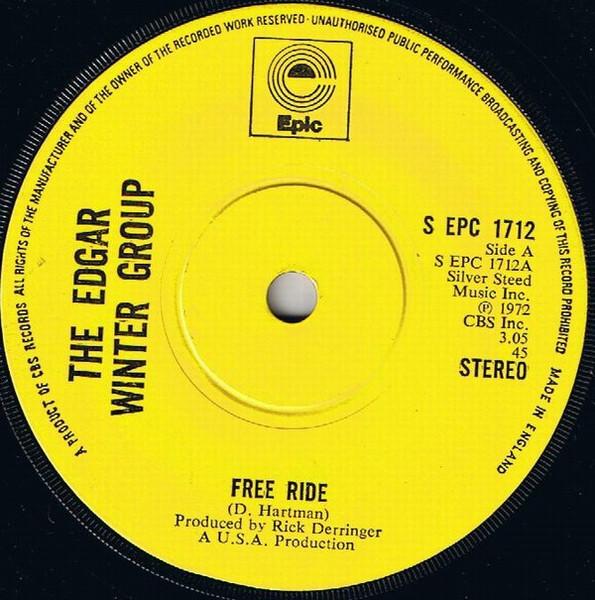 A PRODUCT OF CBS RECORDS ALL RIGHTS OF THE MANUFACTURER AND OF THE OWNER OF THE RECORDED WORK RESERVED · UNAUTHORISED PUBLIC PERFORMANCE BROADCASTING AND COPYING OF THIS RECORD PROHIBITED MADE IN ENGLAND
Epic
THE EDGAR
WINTER GROUP
S EPC 1712
Side A
S EPC 1712A
Silver Steed
Music Inc.
℗ 1972
CBS Inc.
3.05
45
STEREO
FREE RIDE
(D. Hartman)
Produced by Rick Derringer
A U.S.A. Production